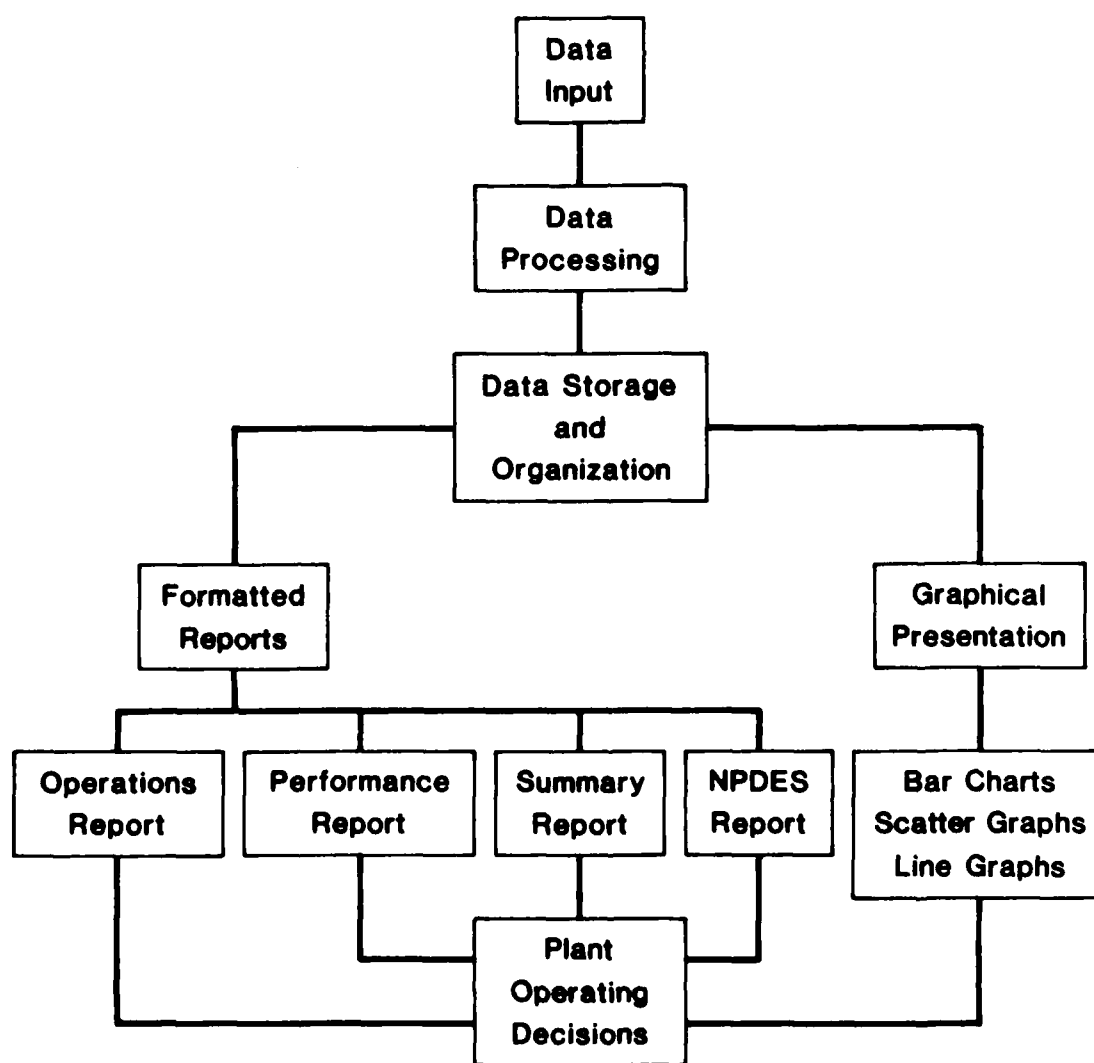 Data
Input
Data
Processing
Data Storage
and
Organization
Formatted
Reports
Graphical
Presentation
Operations
Report
Performance
Report
Summary
Report
NPDES
Report
Bar Charts
Scatter Graphs
Line Graphs
Plant
Operating
Decisions